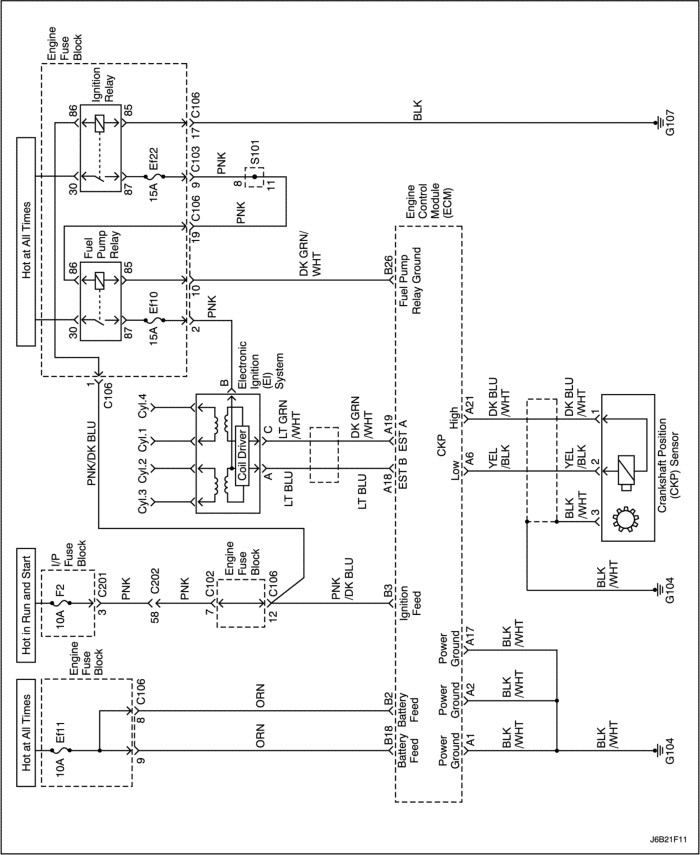 Hot at All Times
Engine
Fuse
Block
Ef11
10A
9
8
C106
ORN
ORN
B18
B2
Battery
Feed
Battery
Feed
Hot in Run and Start
I/P
Fuse
Block
F2
10A
3
C201
PNK
58
C202
PNK
7
C102
Engine
Fuse
Block
12
C106
PNK
/DK BLU
B3
Ignition
Feed
PNK/DK BLU
1
C106
Hot at All Times
Engine
Fuse
Block
30
86
Fuel
Pump
Relay
87
85
15A
Ef10
2
10
19
C106
30
86
Ignition
Relay
87
85
15A
Ef22
9
C103
17
C106
PNK
PNK
8
S101
11
PNK
BLK
G107
DK GRN/
WHT
B26
Fuel Pump
Relay Ground
Engine
Control
Module
(ECM)
Cyl.3
Cyl.2
Cyl.1
Cyl.4
B
Electronic
Ignition
(EI)
System
Coil Driver
A
C
LT BLU
LT GRN
/WHT
LT BLU
DK GRN
/WHT
A18
A19
EST B
EST A
CKP
Low
High
A6
A21
YEL
/BLK
DK BLU
/WHT
BLK
/WHT
YEL
/BLK
DK BLU
/WHT
3
2
1
Crankshaft Position
(CKP) Sensor
BLK
/WHT
G104
Power
Ground
Power
Ground
Power
Ground
A1
A2
A17
BLK
/WHT
BLK
/WHT
BLK
/WHT
BLK
/WHT
G104
J6B21F11